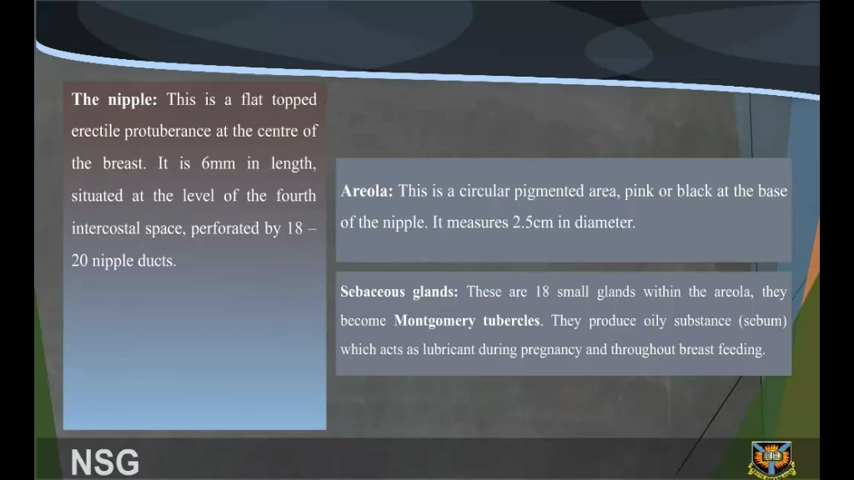 The nipple: This is a flat topped
erectile protuberance at the centre of
the breast. It is 6mm in length,
situated at the level of the fourth
intercostal space, perforated by 18 –
20 nipple ducts.
Areola: This is a circular pigmented area, pink or black at the base
of the nipple. It measures 2.5cm in diameter.
Sebaceous glands: These are 18 small glands within the areola, they
become Montgomery tubercles. They produce oily substance (sebum)
which acts as lubricant during pregnancy and throughout breast feeding.
NSG